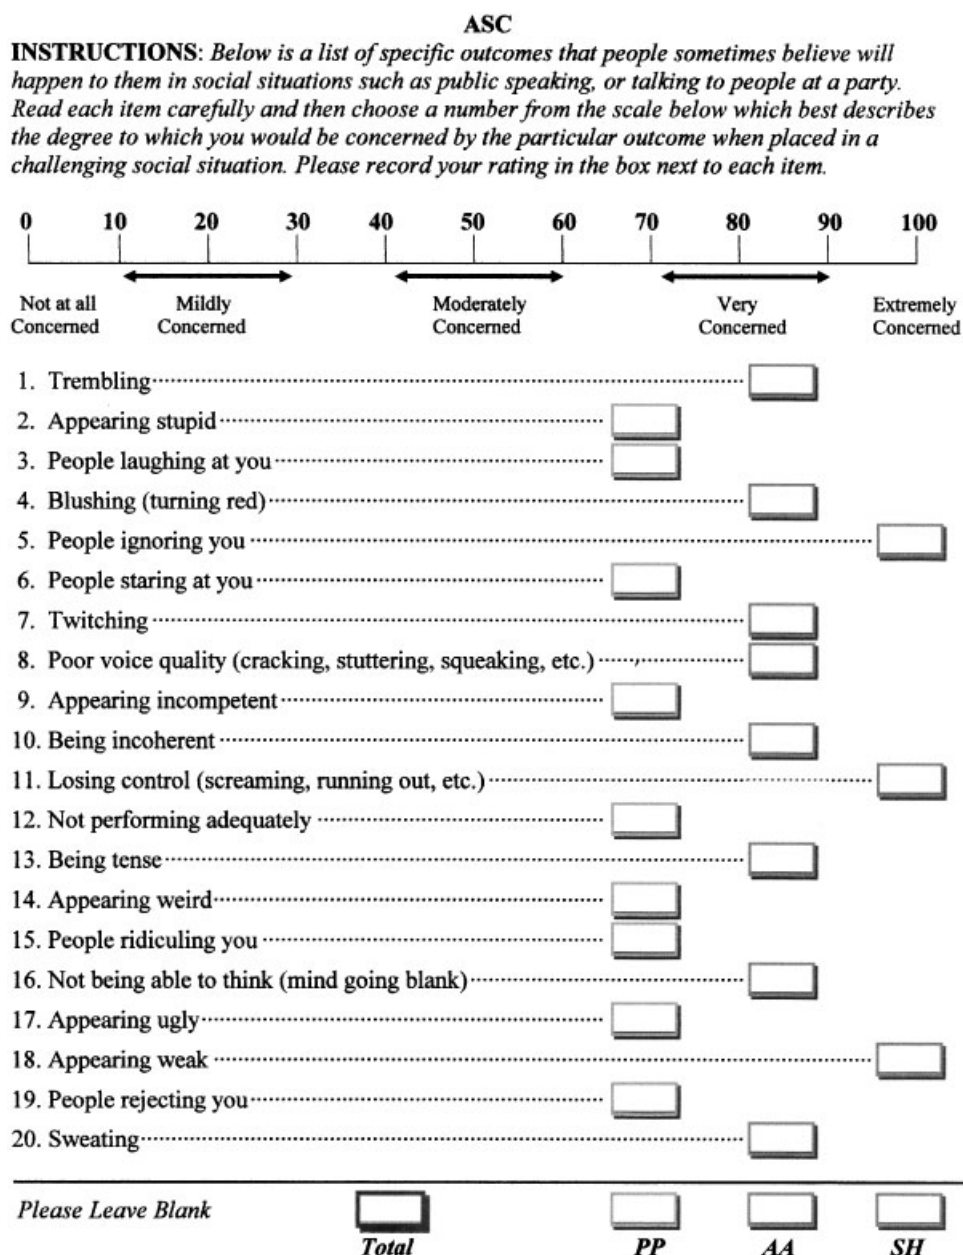 ASC
INSTRUCTIONS: Below is a list of specific outcomes that people sometimes believe will
happen to them in social situations such as public speaking, or talking to people at a party.
Read each item carefully and then choose a number from the scale below which best describes
the degree to which you would be concerned by the particular outcome when placed in a
challenging social situation. Please record your rating in the box next to each item.
0 10 20 30 40 50 60 70 80 90 100
Not at all Mildly Moderately Very Extremely
Concerned Concerned Concerned Concerned Concerned
1. Trembling
2. Appearing stupid
3. People laughing at you
4. Blushing (turning red)
5. People ignoring you
6. People staring at you
7. Twitching
8. Poor voice quality (cracking, stuttering, squeaking, etc.)
9. Appearing incompetent
10. Being incoherent
11. Losing control (screaming, running out, etc.)
12. Not performing adequately
13. Being tense
14. Appearing weird
15. People ridiculing you
16. Not being able to think (mind going blank)
17. Appearing ugly
18. Appearing weak
19. People rejecting you
20. Sweating
Please Leave Blank
Total PP AA SH